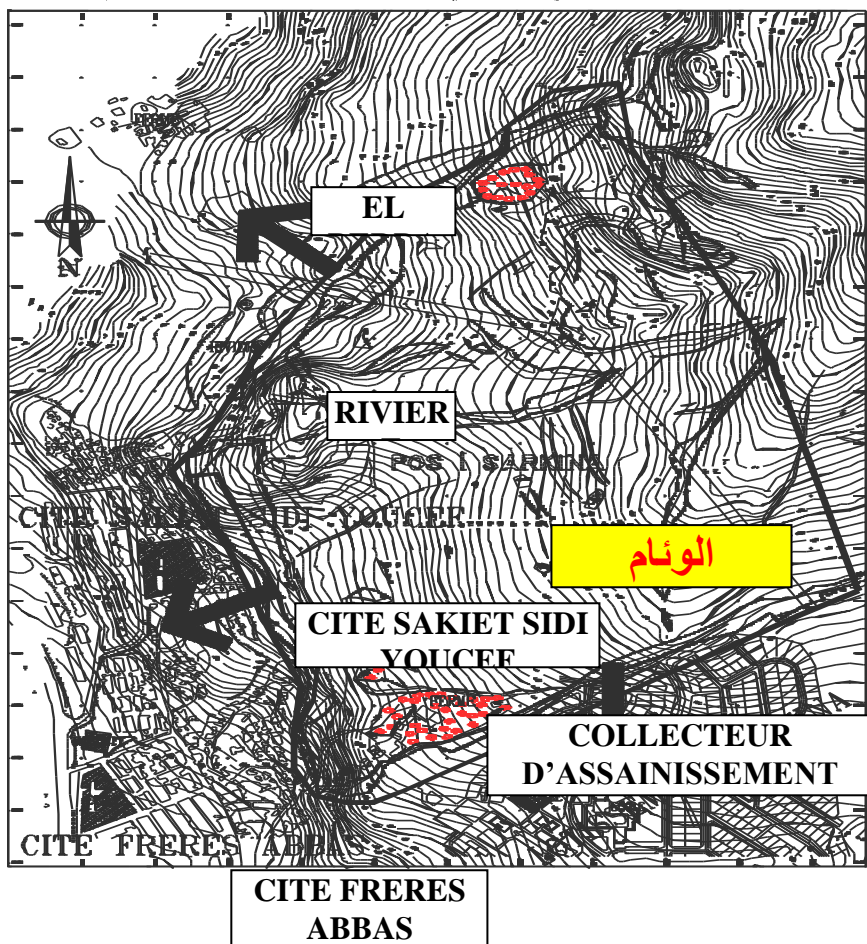 EL
N
RIVIER
POS I SARKINA
CITE SAKIET SIDI YOUCEF
الوئام
CITE SAKIET SIDI
YOUCEF
COLLECTEUR
D’ASSAINISSEMENT
CITE FRERES ABBAS
CITE FRERES
ABBAS